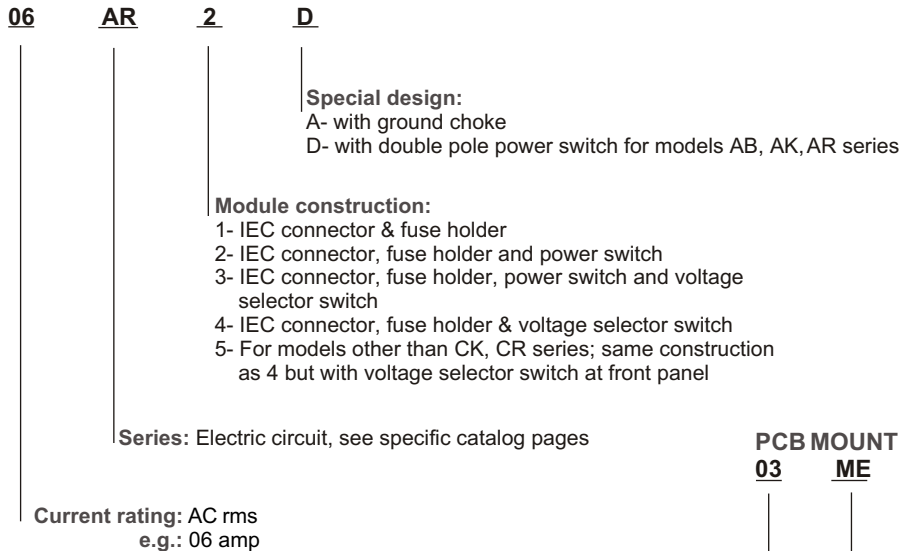 06 AR 2 D
Special design:
A- with ground choke
D- with double pole power switch for models AB, AK, AR series
Module construction:
1- IEC connector & fuse holder
2- IEC connector, fuse holder and power switch
3- IEC connector, fuse holder, power switch and voltage
selector switch
4- IEC connector, fuse holder & voltage selector switch
5- For models other than CK, CR series; same construction
as 4 but with voltage selector switch at front panel
Series: Electric circuit, see specific catalog pages
PCB MOUNT
03 ME
Current rating: AC rms
e.g.: 06 amp